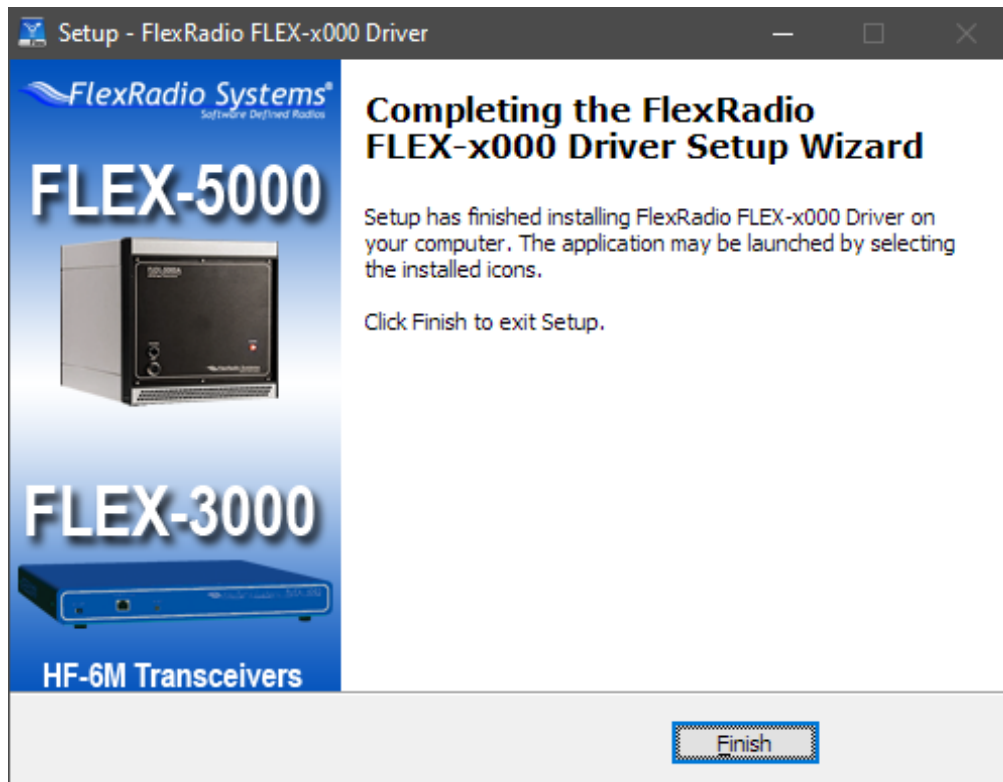 Setup - FlexRadio FLEX-x000 Driver
FlexRadio Systems®
Software Defined Radios
FLEX-5000
FLEX-3000
HF-6M Transceivers
Completing the FlexRadio
FLEX-x000 Driver Setup Wizard
Setup has finished installing FlexRadio FLEX-x000 Driver on
your computer. The application may be launched by selecting
the installed icons.
Click Finish to exit Setup.
Finish